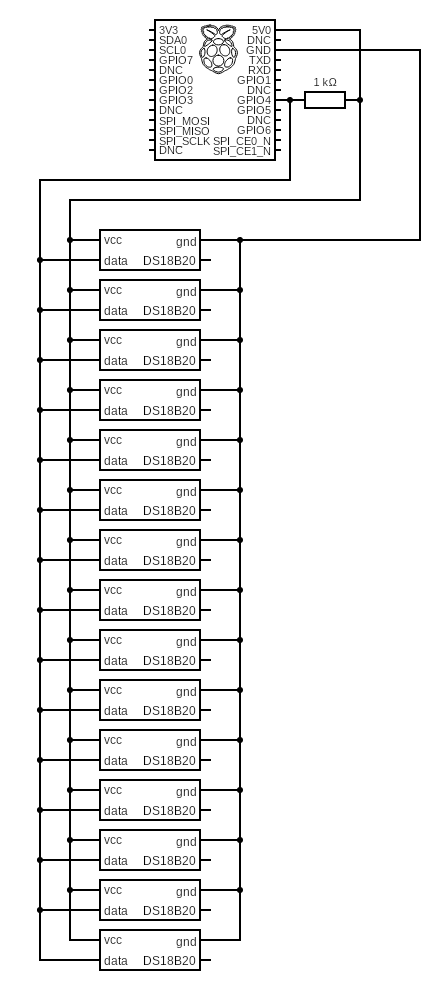 3V3 5V0
SDA0 DNC
SCL0 GND
GPIO7 TXD
DNC RXD
GPIO0 GPIO1
GPIO2 DNC
GPIO3 GPIO4
DNC GPIO5
SPI_MOSI DNC
SPI_MISO GPIO6
SPI_SCLK SPI_CE0_N
DNC SPI_CE1_N
1 kΩ
vcc gnd
data DS18B20
vcc gnd
data DS18B20
vcc gnd
data DS18B20
vcc gnd
data DS18B20
vcc gnd
data DS18B20
vcc gnd
data DS18B20
vcc gnd
data DS18B20
vcc gnd
data DS18B20
vcc gnd
data DS18B20
vcc gnd
data DS18B20
vcc gnd
data DS18B20
vcc gnd
data DS18B20
vcc gnd
data DS18B20
vcc gnd
data DS18B20
vcc gnd
data DS18B20